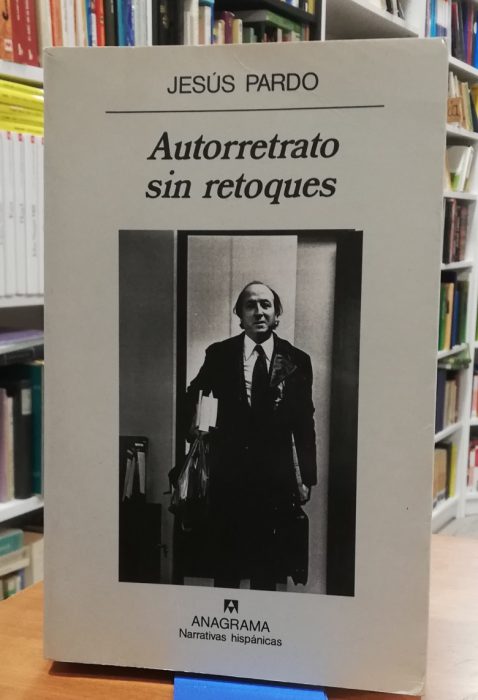 JESÚS PARDO
Autorretrato
sin retoques
ANAGRAMA
Narrativas hispánicas